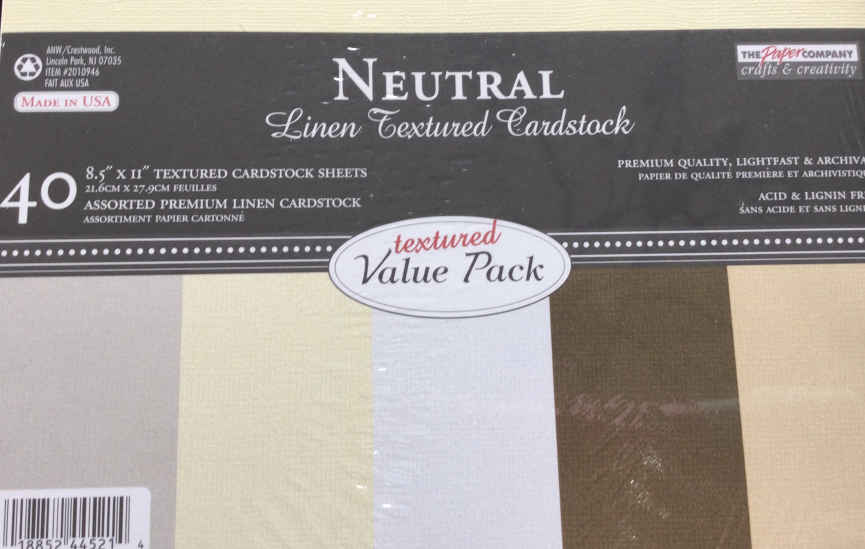 ANW/Crestwood, Inc.
Lincoln Park, NJ 07035
ITEM #2010946
FAIT AUX USA
MADE IN USA
NEUTRAL
Linen Textured Cardstock
THE Paper COMPANY
crafts & creativity
40
8.5" X 11" TEXTURED CARDSTOCK SHEETS
21.6CM X 27.9CM FEUILLES
ASSORTED PREMIUM LINEN CARDSTOCK
ASSORTIMENT PAPIER CARTONNÉ
PREMIUM QUALITY, LIGHTFAST & ARCHIVA
PAPIER DE QUALITÉ PREMIÈRE ET ARCHIVISTIQU
ACID & LIGNIN FR
SANS ACIDE ET SANS LIGN
textured
Value Pack
18852 44521 4